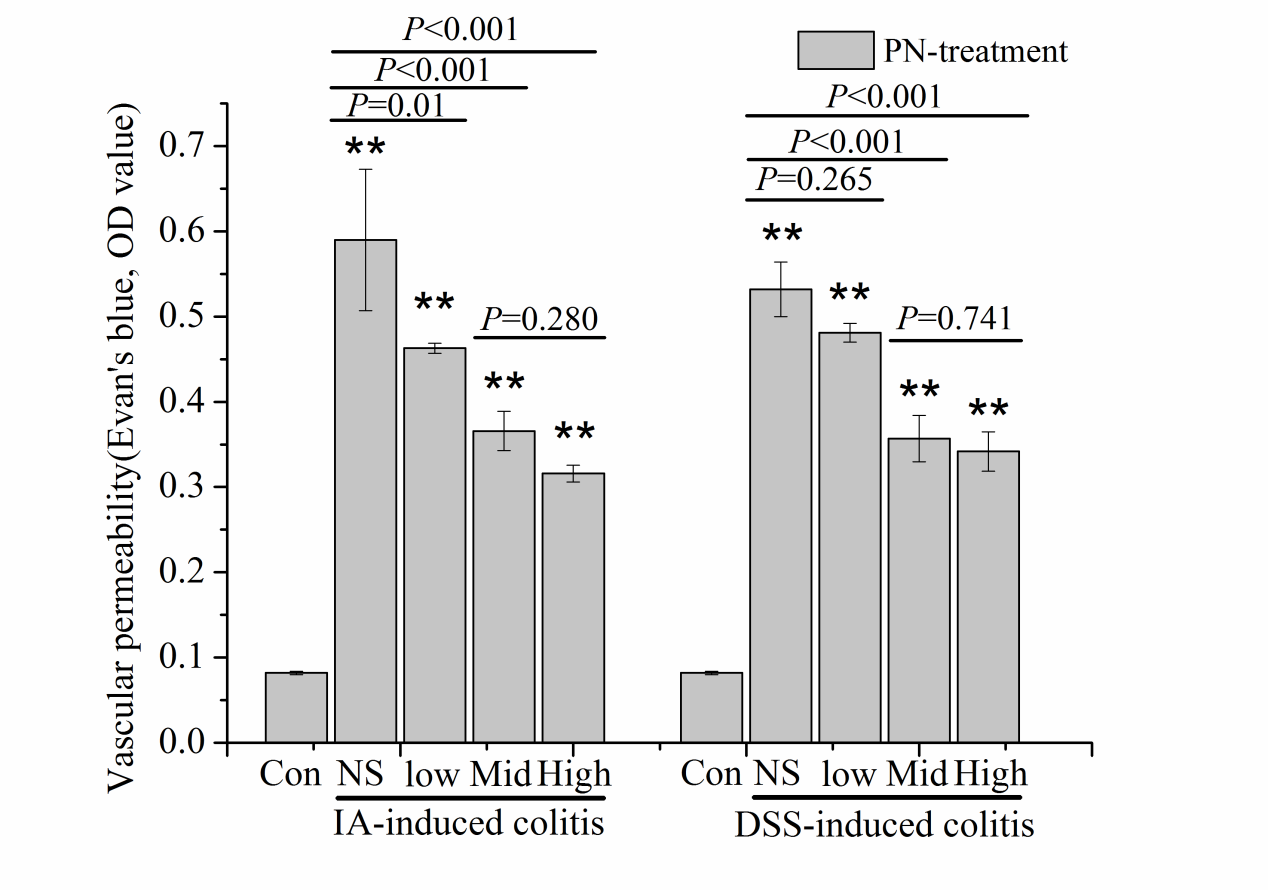 P<0.001
PN-treatment
P<0.001
P<0.001
P=0.01
P<0.001
P=0.265
**
**
**
**
P=0.280
P=0.741
**
**
**
**
Vascular permeability(Evan's blue, OD value)
0.7
0.6
0.5
0.4
0.3
0.2
0.1
0.0
Con NS low Mid High
Con NS low Mid High
IA-induced colitis
DSS-induced colitis